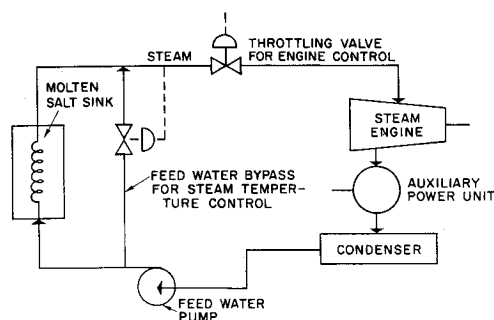 THROTTLING VALVE
FOR ENGINE CONTROL
STEAM
MOLTEN
SALT SINK
STEAM
ENGINE
FEED WATER BYPASS
FOR STEAM TEMPER-
ATURE CONTROL
AUXILIARY
POWER UNIT
CONDENSER
FEED WATER
PUMP